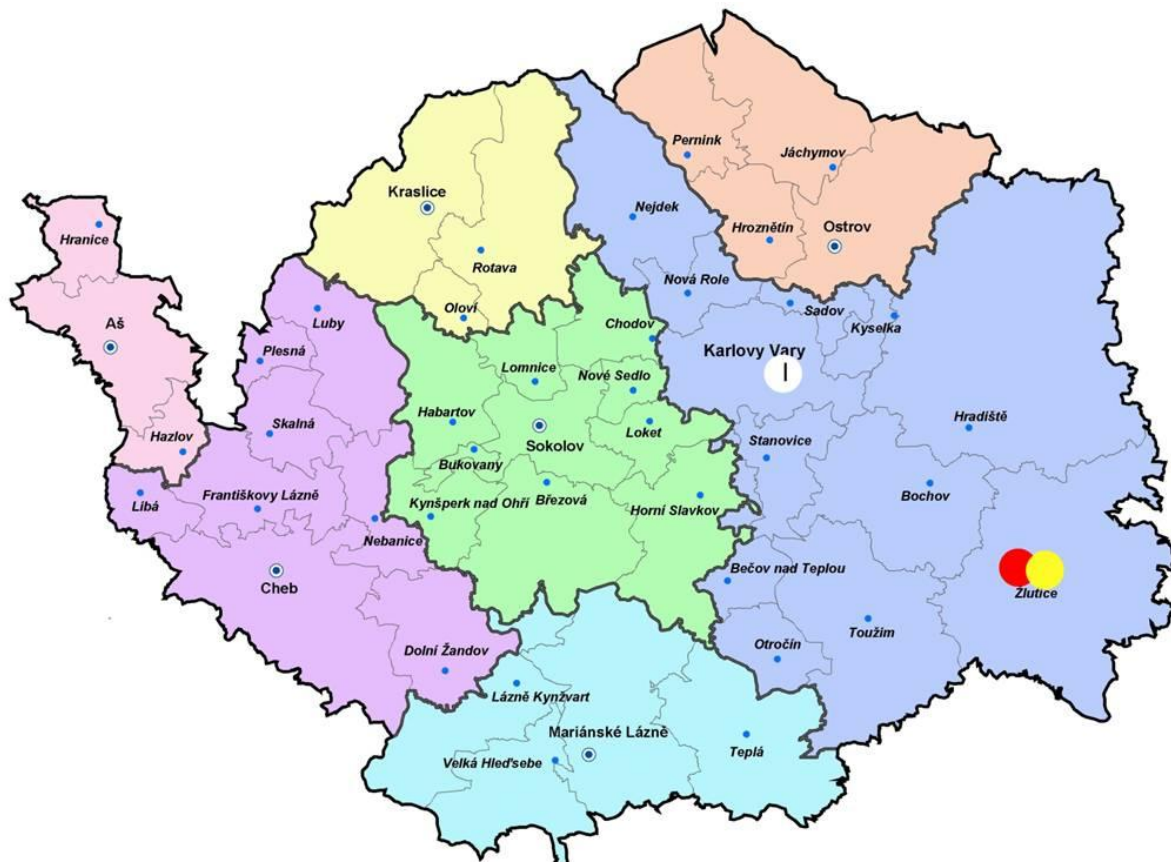 Pernink
Jáchymov
Kraslice
Nejdek
Hranice
Hroznětín
Ostrov
Rotava
Nová Role
Luby
Oloví
Sadov
Kyselka
Aš
Chodov
Plesná
Karlovy Vary
I
Lomnice
Nové Sedlo
Habartov
Hradiště
Skalná
Loket
Hazlov
Sokolov
Stanovice
Bukovany
Františkovy Lázně
Bochov
Libá
Kynšperk nad Ohří
Březová
Horní Slavkov
Nebanice
Bečov nad Teplou
Cheb
Žlutice
Toužim
Otročín
Dolní Žandov
Lázně Kynžvart
Mariánské Lázně
Teplá
Velká Hleďsebe